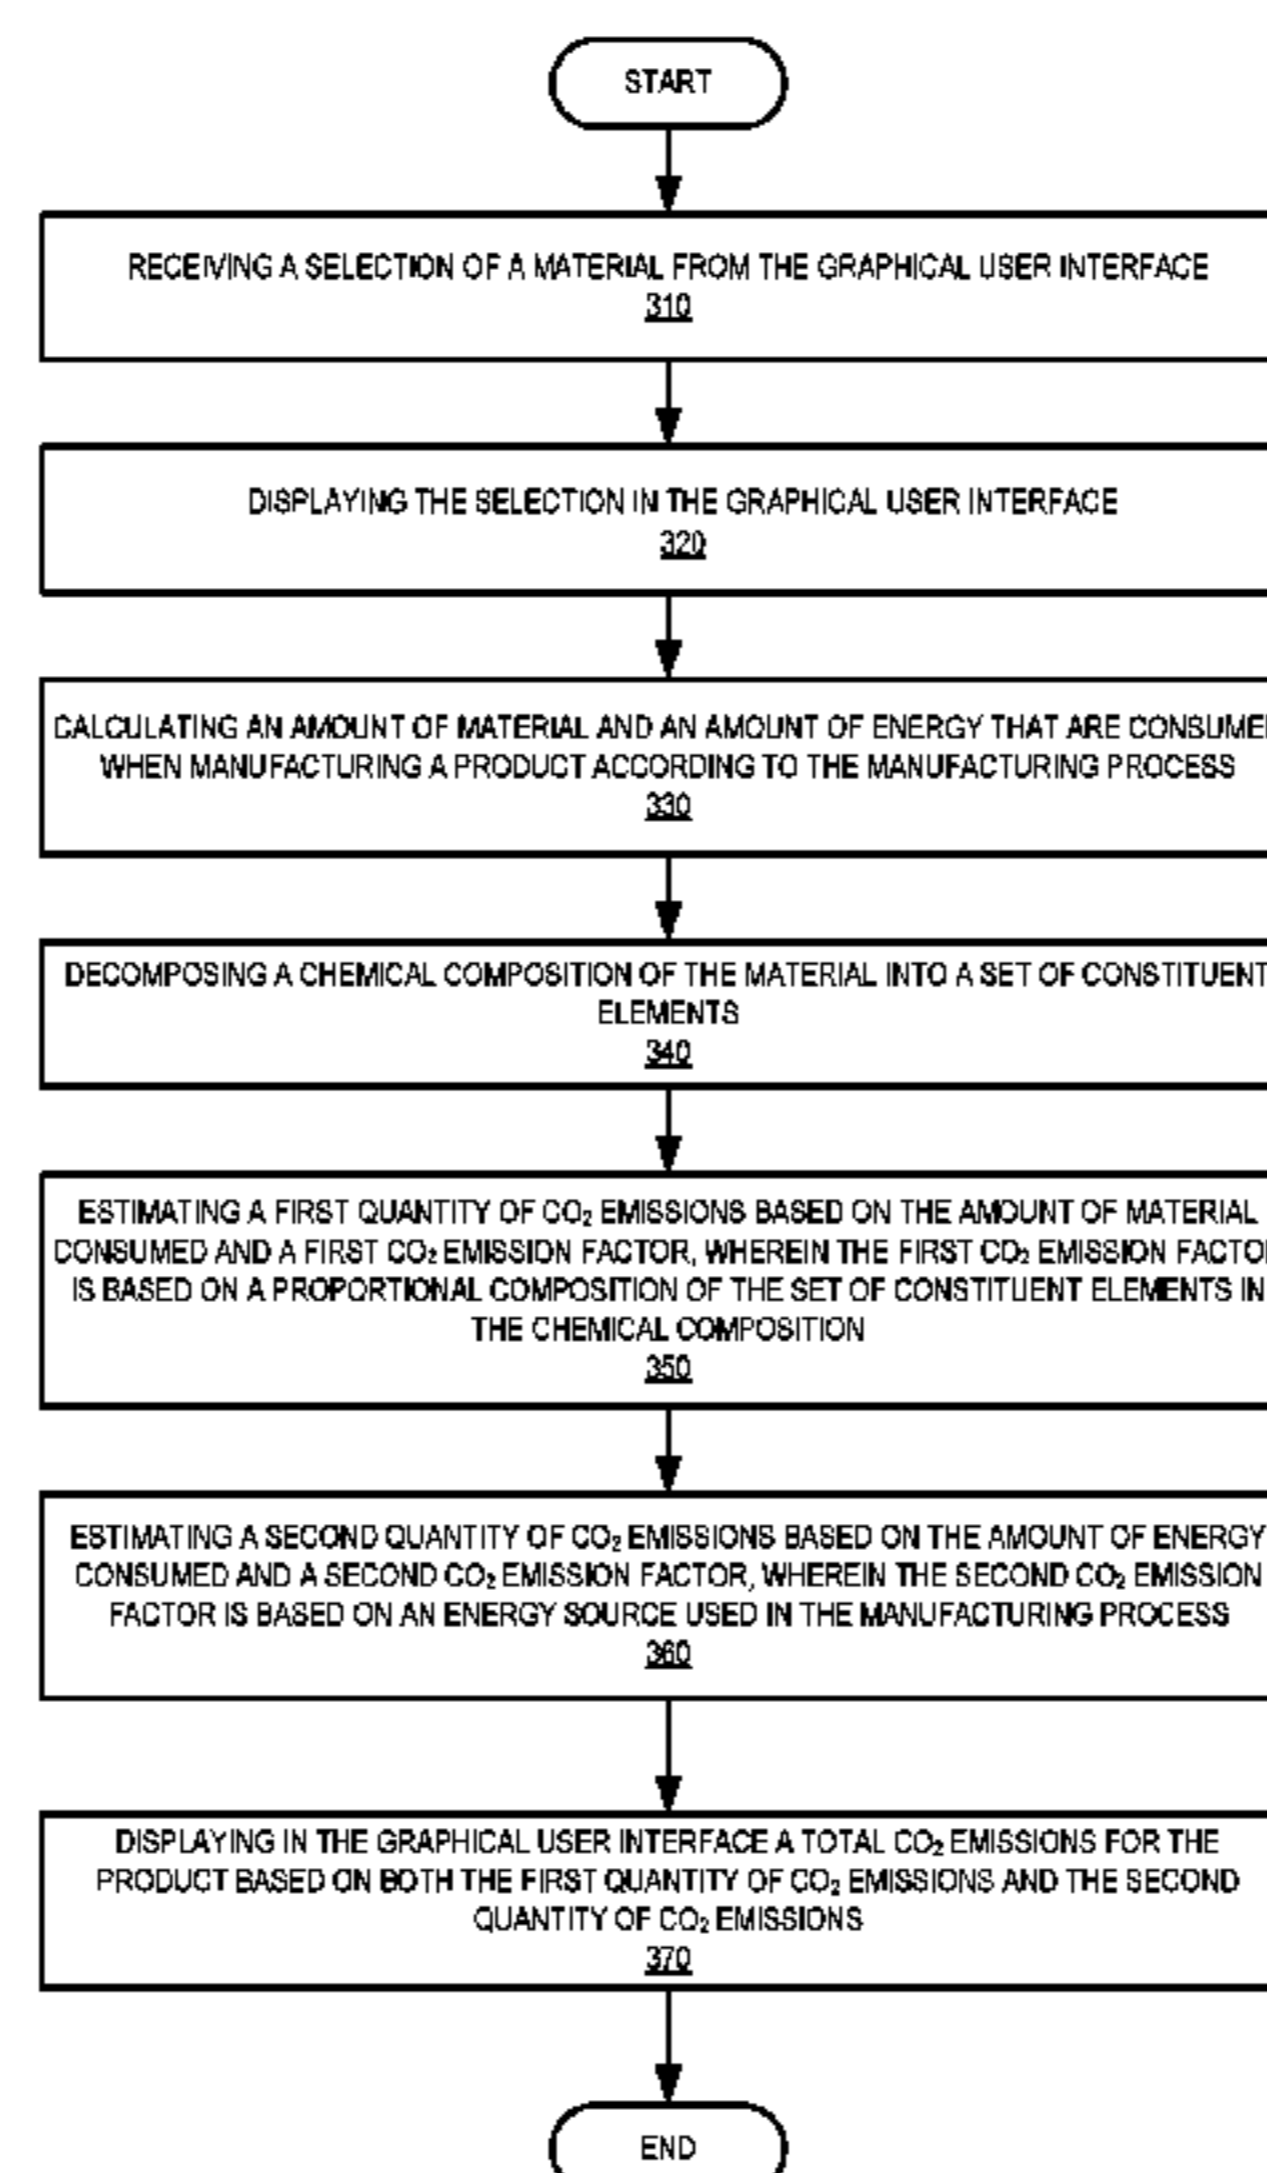 START
RECEIVING A SELECTION OF A MATERIAL FROM THE GRAPHICAL USER INTERFACE
310
DISPLAYING THE SELECTION IN THE GRAPHICAL USER INTERFACE
320
CALCULATING AN AMOUNT OF MATERIAL AND AN AMOUNT OF ENERGY THAT ARE CONSUME
WHEN MANUFACTURING A PRODUCT ACCORDING TO THE MANUFACTURING PROCESS
330
DECOMPOSING A CHEMICAL COMPOSITION OF THE MATERIAL INTO A SET OF CONSTITUENT
ELEMENTS
340
ESTIMATING A FIRST QUANTITY OF CO₂ EMISSIONS BASED ON THE AMOUNT OF MATERIAL
CONSUMED AND A FIRST CO₂ EMISSION FACTOR, WHEREIN THE FIRST CO₂ EMISSION FACTOR
IS BASED ON A PROPORTIONAL COMPOSITION OF THE SET OF CONSTITUENT ELEMENTS IN
THE CHEMICAL COMPOSITION
350
ESTIMATING A SECOND QUANTITY OF CO₂ EMISSIONS BASED ON THE AMOUNT OF ENERGY
CONSUMED AND A SECOND CO₂ EMISSION FACTOR, WHEREIN THE SECOND CO₂ EMISSION
FACTOR IS BASED ON AN ENERGY SOURCE USED IN THE MANUFACTURING PROCESS
360
DISPLAYING IN THE GRAPHICAL USER INTERFACE A TOTAL CO₂ EMISSIONS FOR THE
PRODUCT BASED ON BOTH THE FIRST QUANTITY OF CO₂ EMISSIONS AND THE SECOND
QUANTITY OF CO₂ EMISSIONS
370
END